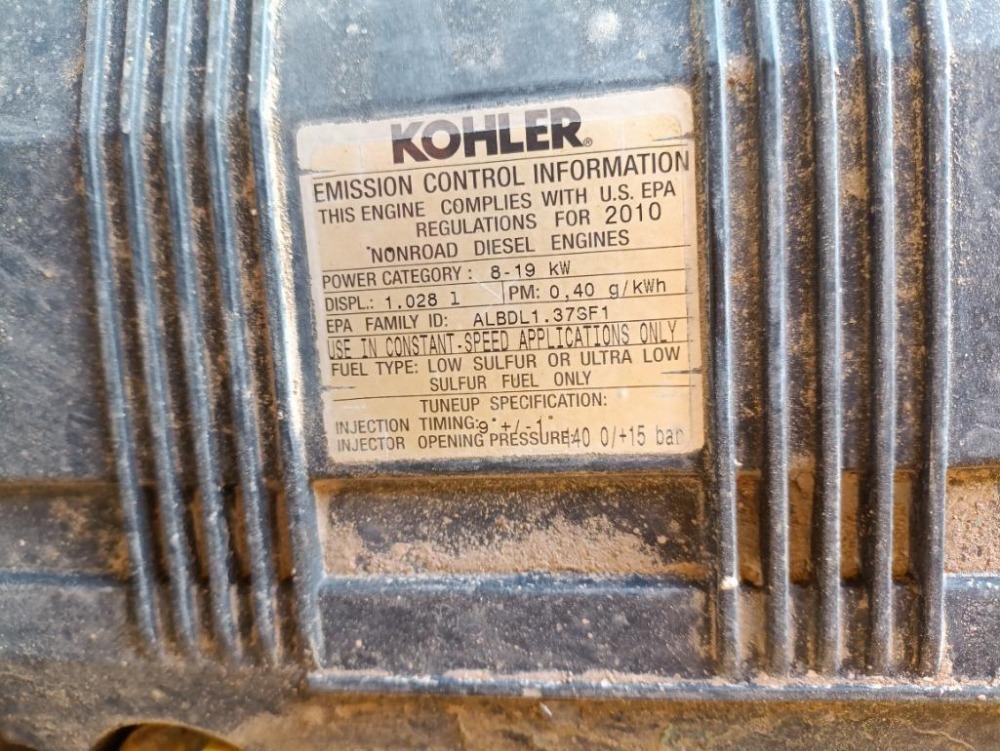 KOHLER®
EMISSION CONTROL INFORMATION
THIS ENGINE COMPLIES WITH U.S. EPA
REGULATIONS FOR 2010
NONROAD DIESEL ENGINES
POWER CATEGORY: 8-19 kW
DISPL.: 1.028 l PM: 0,40 g/kWh
EPA FAMILY ID: ALBDL1.37SF1
USE IN CONSTANT-SPEED APPLICATIONS ONLY
FUEL TYPE: LOW SULFUR OR ULTRA LOW
SULFUR FUEL ONLY
TUNEUP SPECIFICATION:
INJECTION TIMING: 9° +/-1°
INJECTOR OPENING PRESSURE: 0/+15 bar